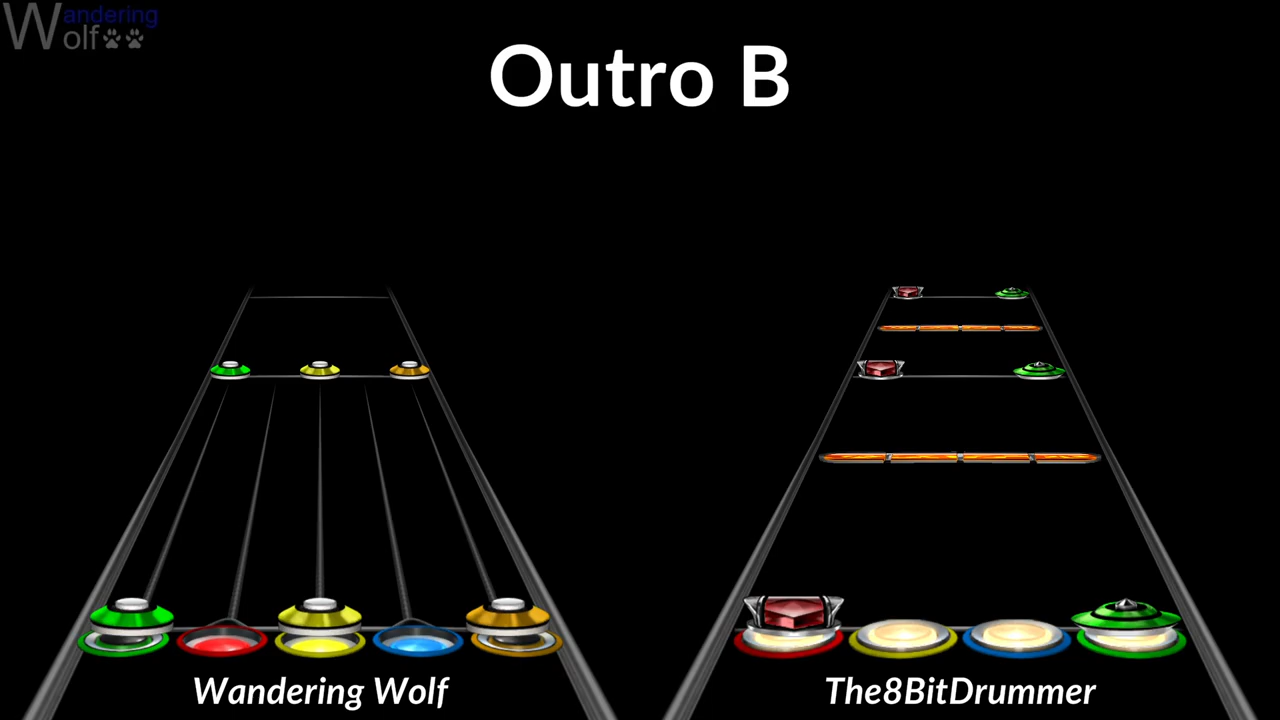 Wandering
Wolf
Outro B
Wandering Wolf
The8BitDrummer